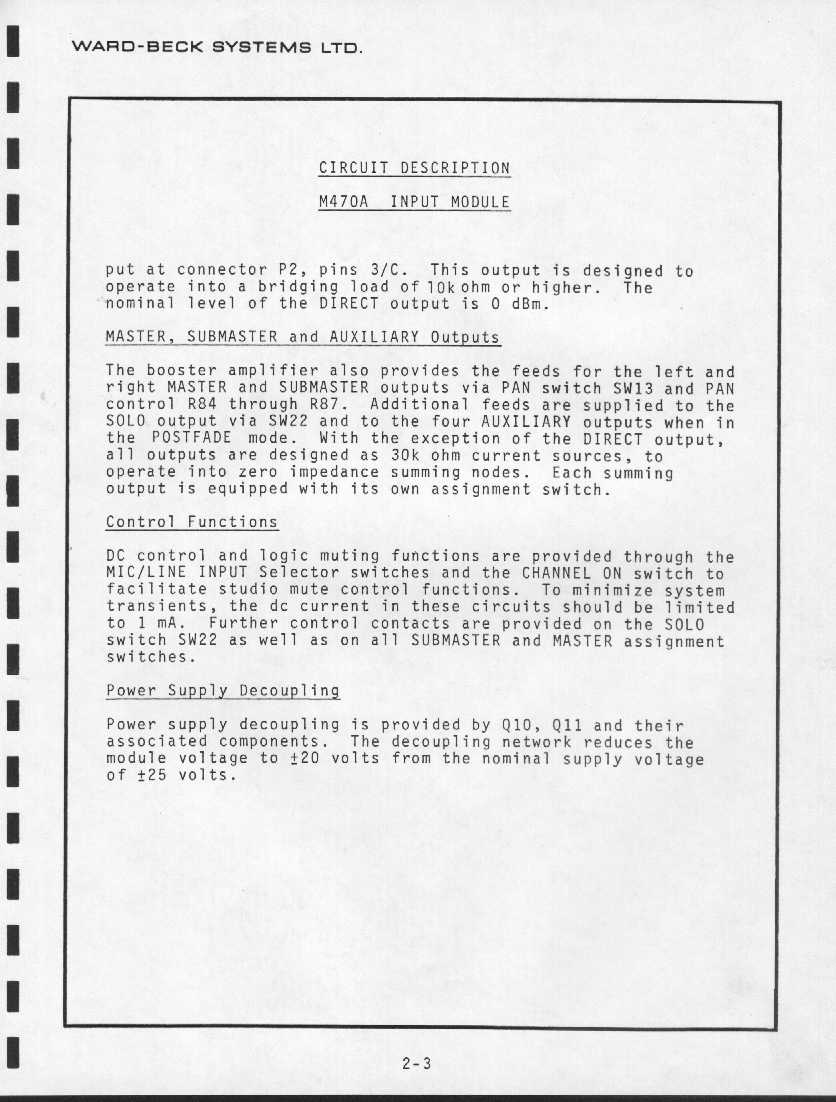 WARD-BECK SYSTEMS LTD.
CIRCUIT DESCRIPTION
M470A INPUT MODULE
put at connector P2, pins 3/C. This output is designed to
operate into a bridging load of 10k ohm or higher. The
nominal level of the DIRECT output is 0 dBm.
MASTER, SUBMASTER and AUXILIARY Outputs
The booster amplifier also provides the feeds for the left and
right MASTER and SUBMASTER outputs via PAN switch SW13 and PAN
control R84 through R87. Additional feeds are supplied to the
SOLO output via SW22 and to the four AUXILIARY outputs when in
the POSTFADE mode. With the exception of the DIRECT output,
all outputs are designed as 30k ohm current sources, to
operate into zero impedance summing nodes. Each summing
output is equipped with its own assignment switch.
Control Functions
DC control and logic muting functions are provided through the
MIC/LINE INPUT Selector switches and the CHANNEL ON switch to
facilitate studio mute control functions. To minimize system
transients, the dc current in these circuits should be limited
to 1 mA. Further control contacts are provided on the SOLO
switch SW22 as well as on all SUBMASTER and MASTER assignment
switches.
Power Supply Decoupling
Power supply decoupling is provided by Q10, Q11 and their
associated components. The decoupling network reduces the
module voltage to ±20 volts from the nominal supply voltage
of ±25 volts.
2-3